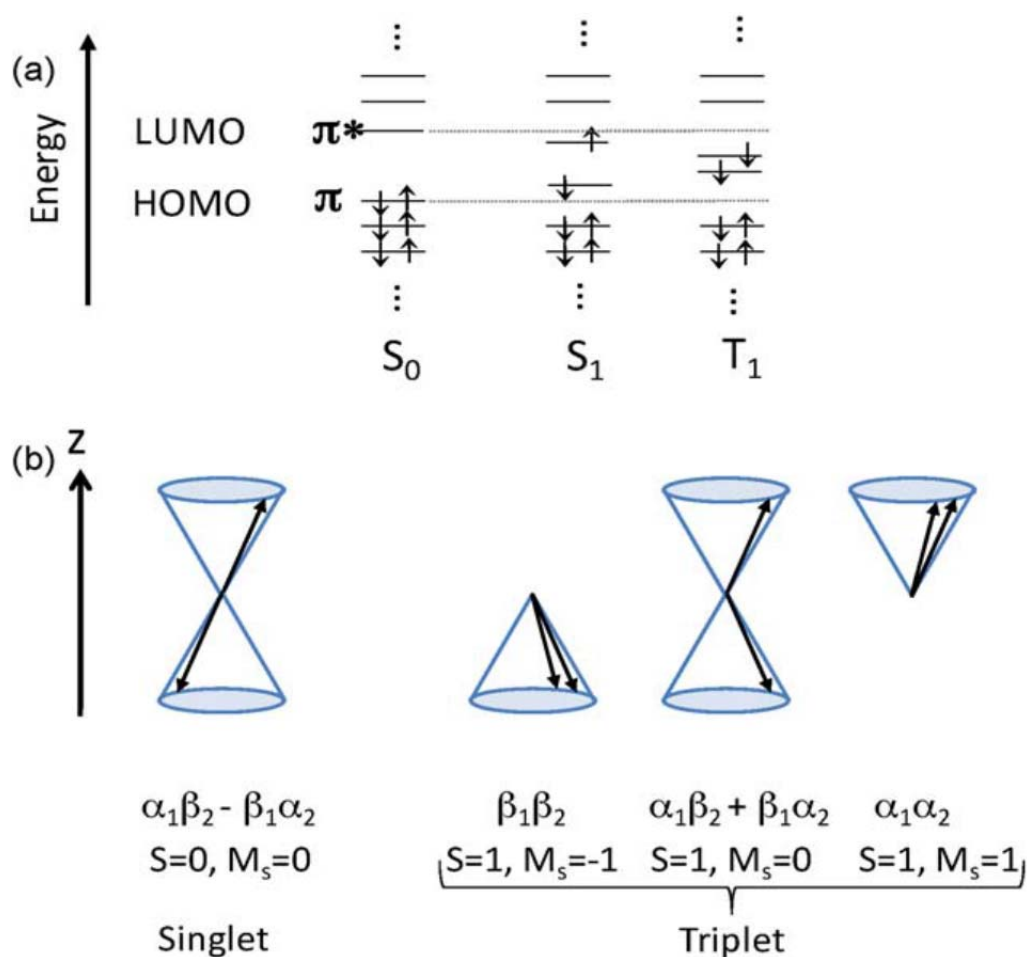 (a)
Energy
LUMO π*
HOMO π
S₀ S₁ T₁
(b)
Z
α₁β₂ - β₁α₂ β₁β₂ α₁β₂ + β₁α₂ α₁α₂
S=0, Mₛ=0 S=1, Mₛ=-1 S=1, Mₛ=0 S=1, Mₛ=1
Singlet Triplet